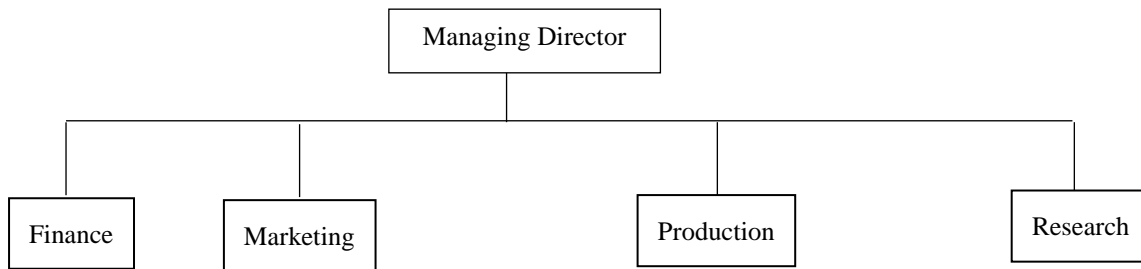 Managing Director
Finance
Marketing
Production
Research